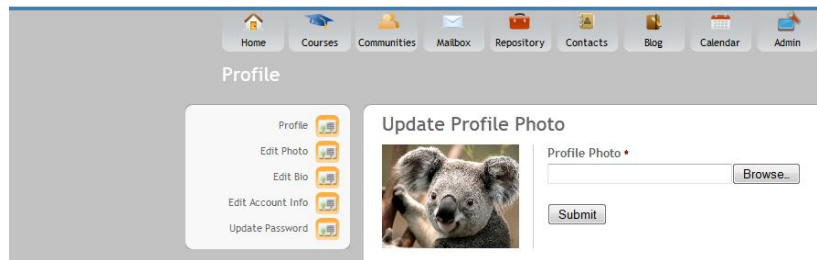 Home Courses Communities Mailbox Repository Contacts Blog Calendar Admin
Profile
Profile
Edit Photo
Edit Bio
Edit Account Info
Update Password
Update Profile Photo
Profile Photo •
Browse..
Submit